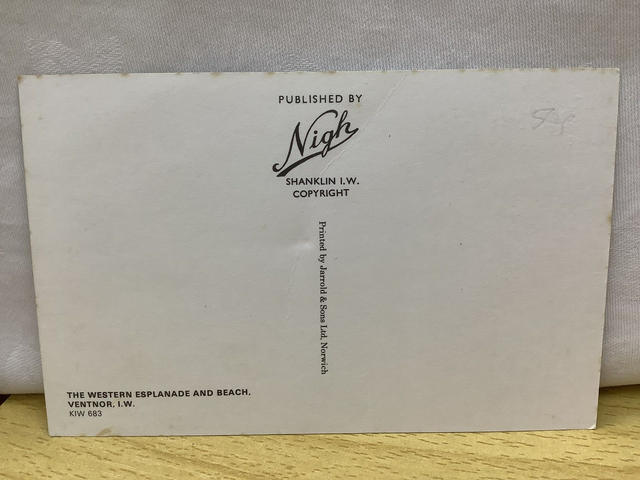 PUBLISHED BY
Nigh
SHANKLIN I.W.
COPYRIGHT
Printed by Jarrold & Sons Ltd, Norwich
THE WESTERN ESPLANADE AND BEACH,
VENTNOR, I.W.
KIW 683